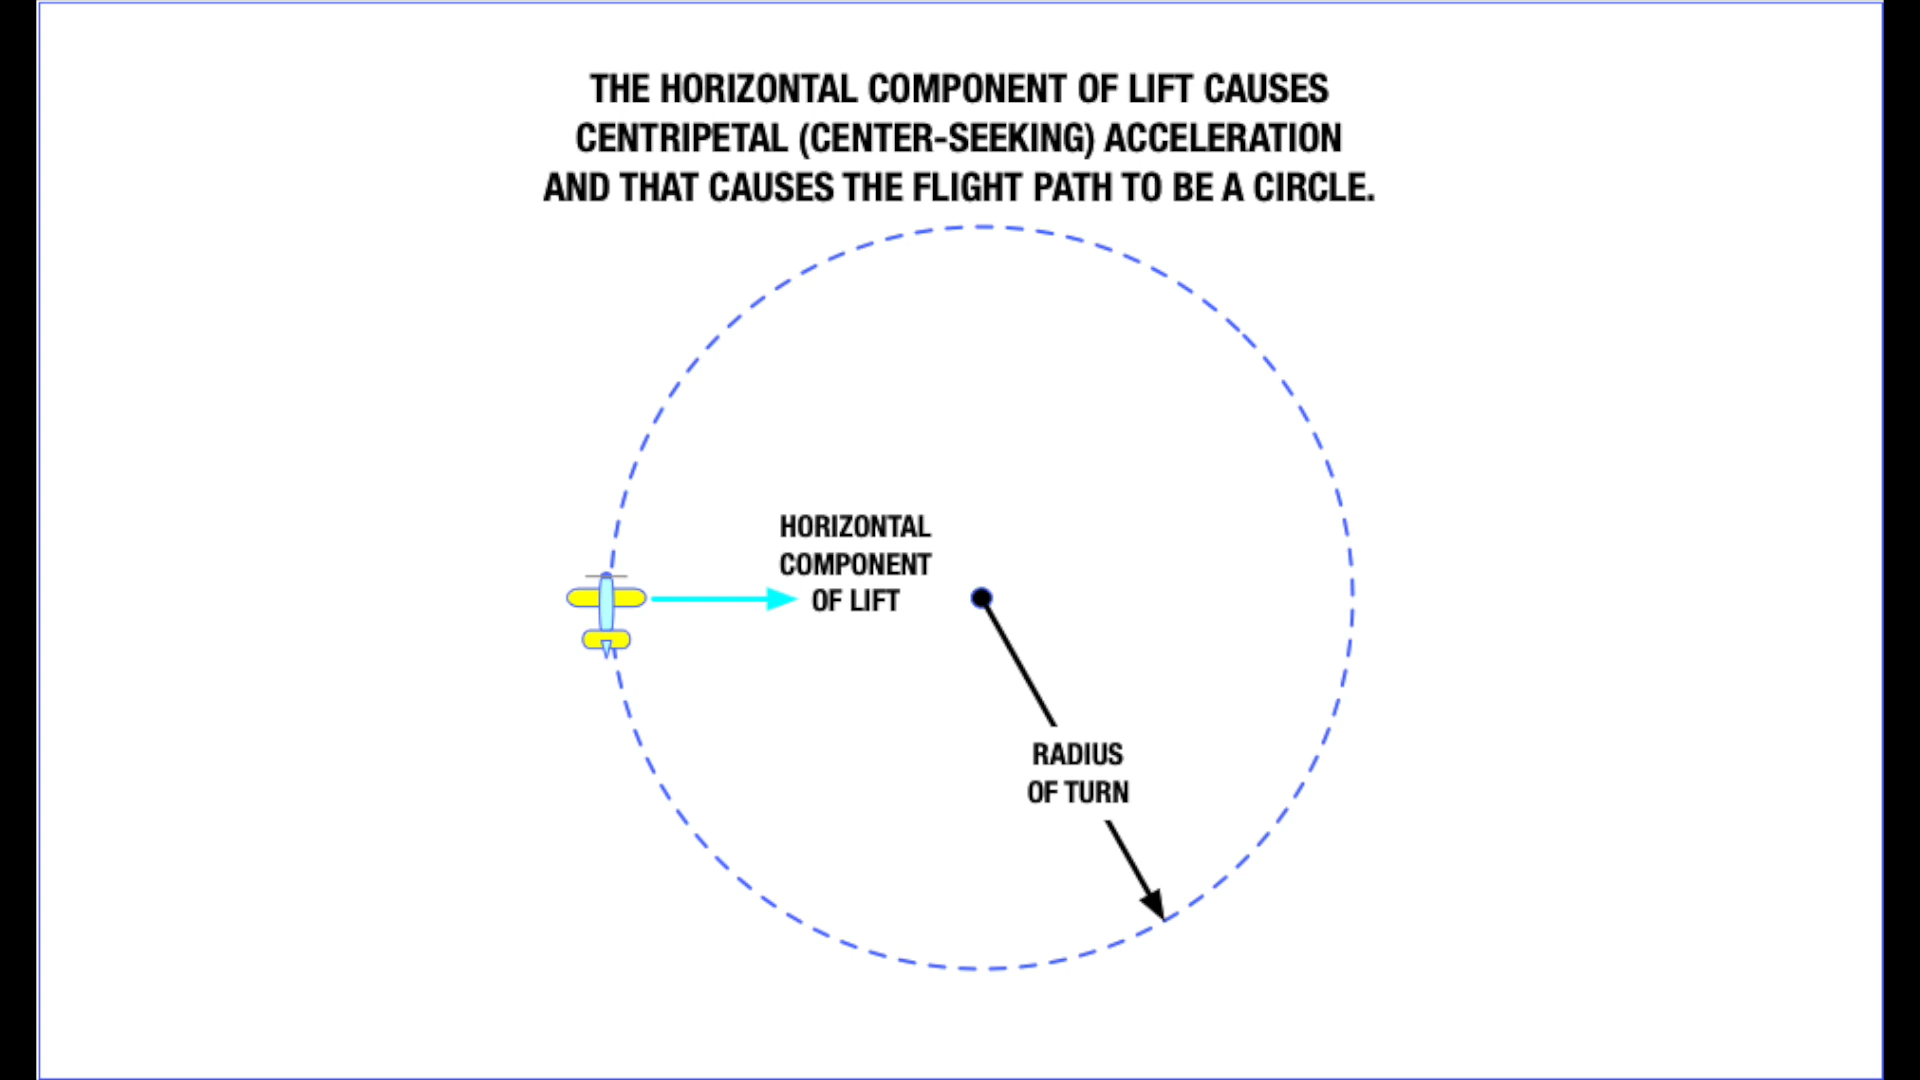 THE HORIZONTAL COMPONENT OF LIFT CAUSES
CENTRIPETAL (CENTER-SEEKING) ACCELERATION
AND THAT CAUSES THE FLIGHT PATH TO BE A CIRCLE.
HORIZONTAL
COMPONENT
OF LIFT
RADIUS
OF TURN